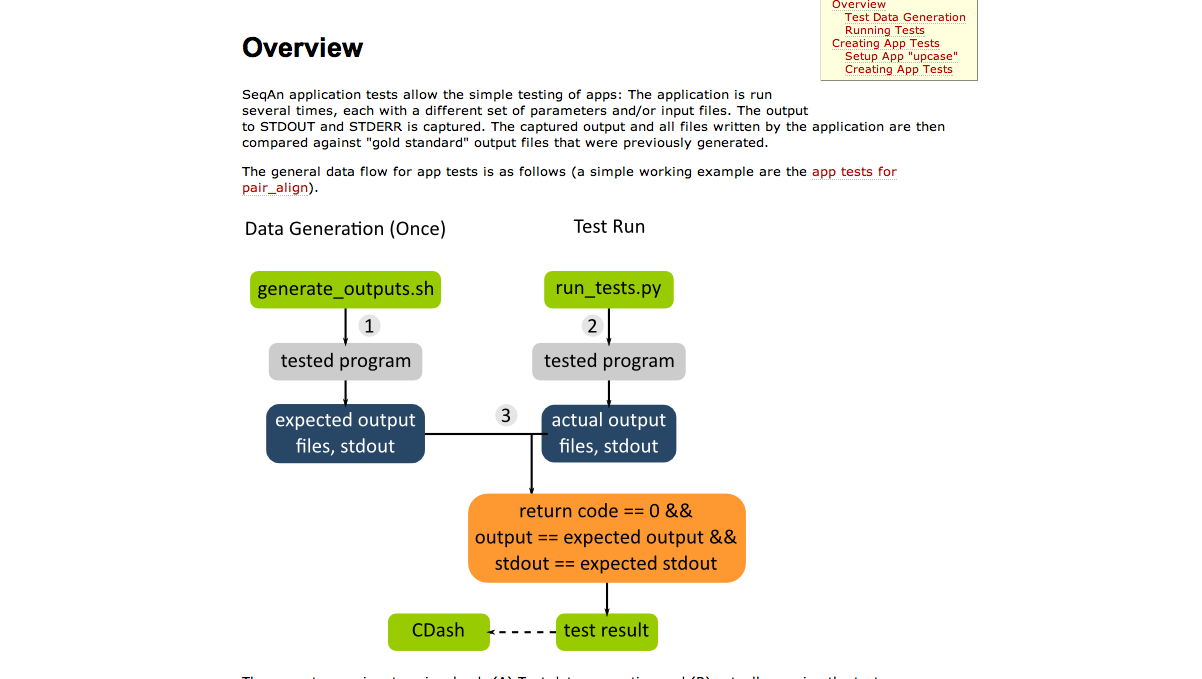 Overview
Test Data Generation
Running Tests
Creating App Tests
Setup App "upcase"
Creating App Tests
Overview
SeqAn application tests allow the simple testing of apps: The application is run
several times, each with a different set of parameters and/or input files. The output
to STDOUT and STDERR is captured. The captured output and all files written by the application are then
compared against "gold standard" output files that were previously generated.
The general data flow for app tests is as follows (a simple working example are the app tests for
pair_align).
Data Generation (Once)
Test Run
generate_outputs.sh
run_tests.py
1
2
tested program
tested program
3
expected output
files, stdout
actual output
files, stdout
return code == 0 &&
output == expected output &&
stdout == expected stdout
CDash
test result